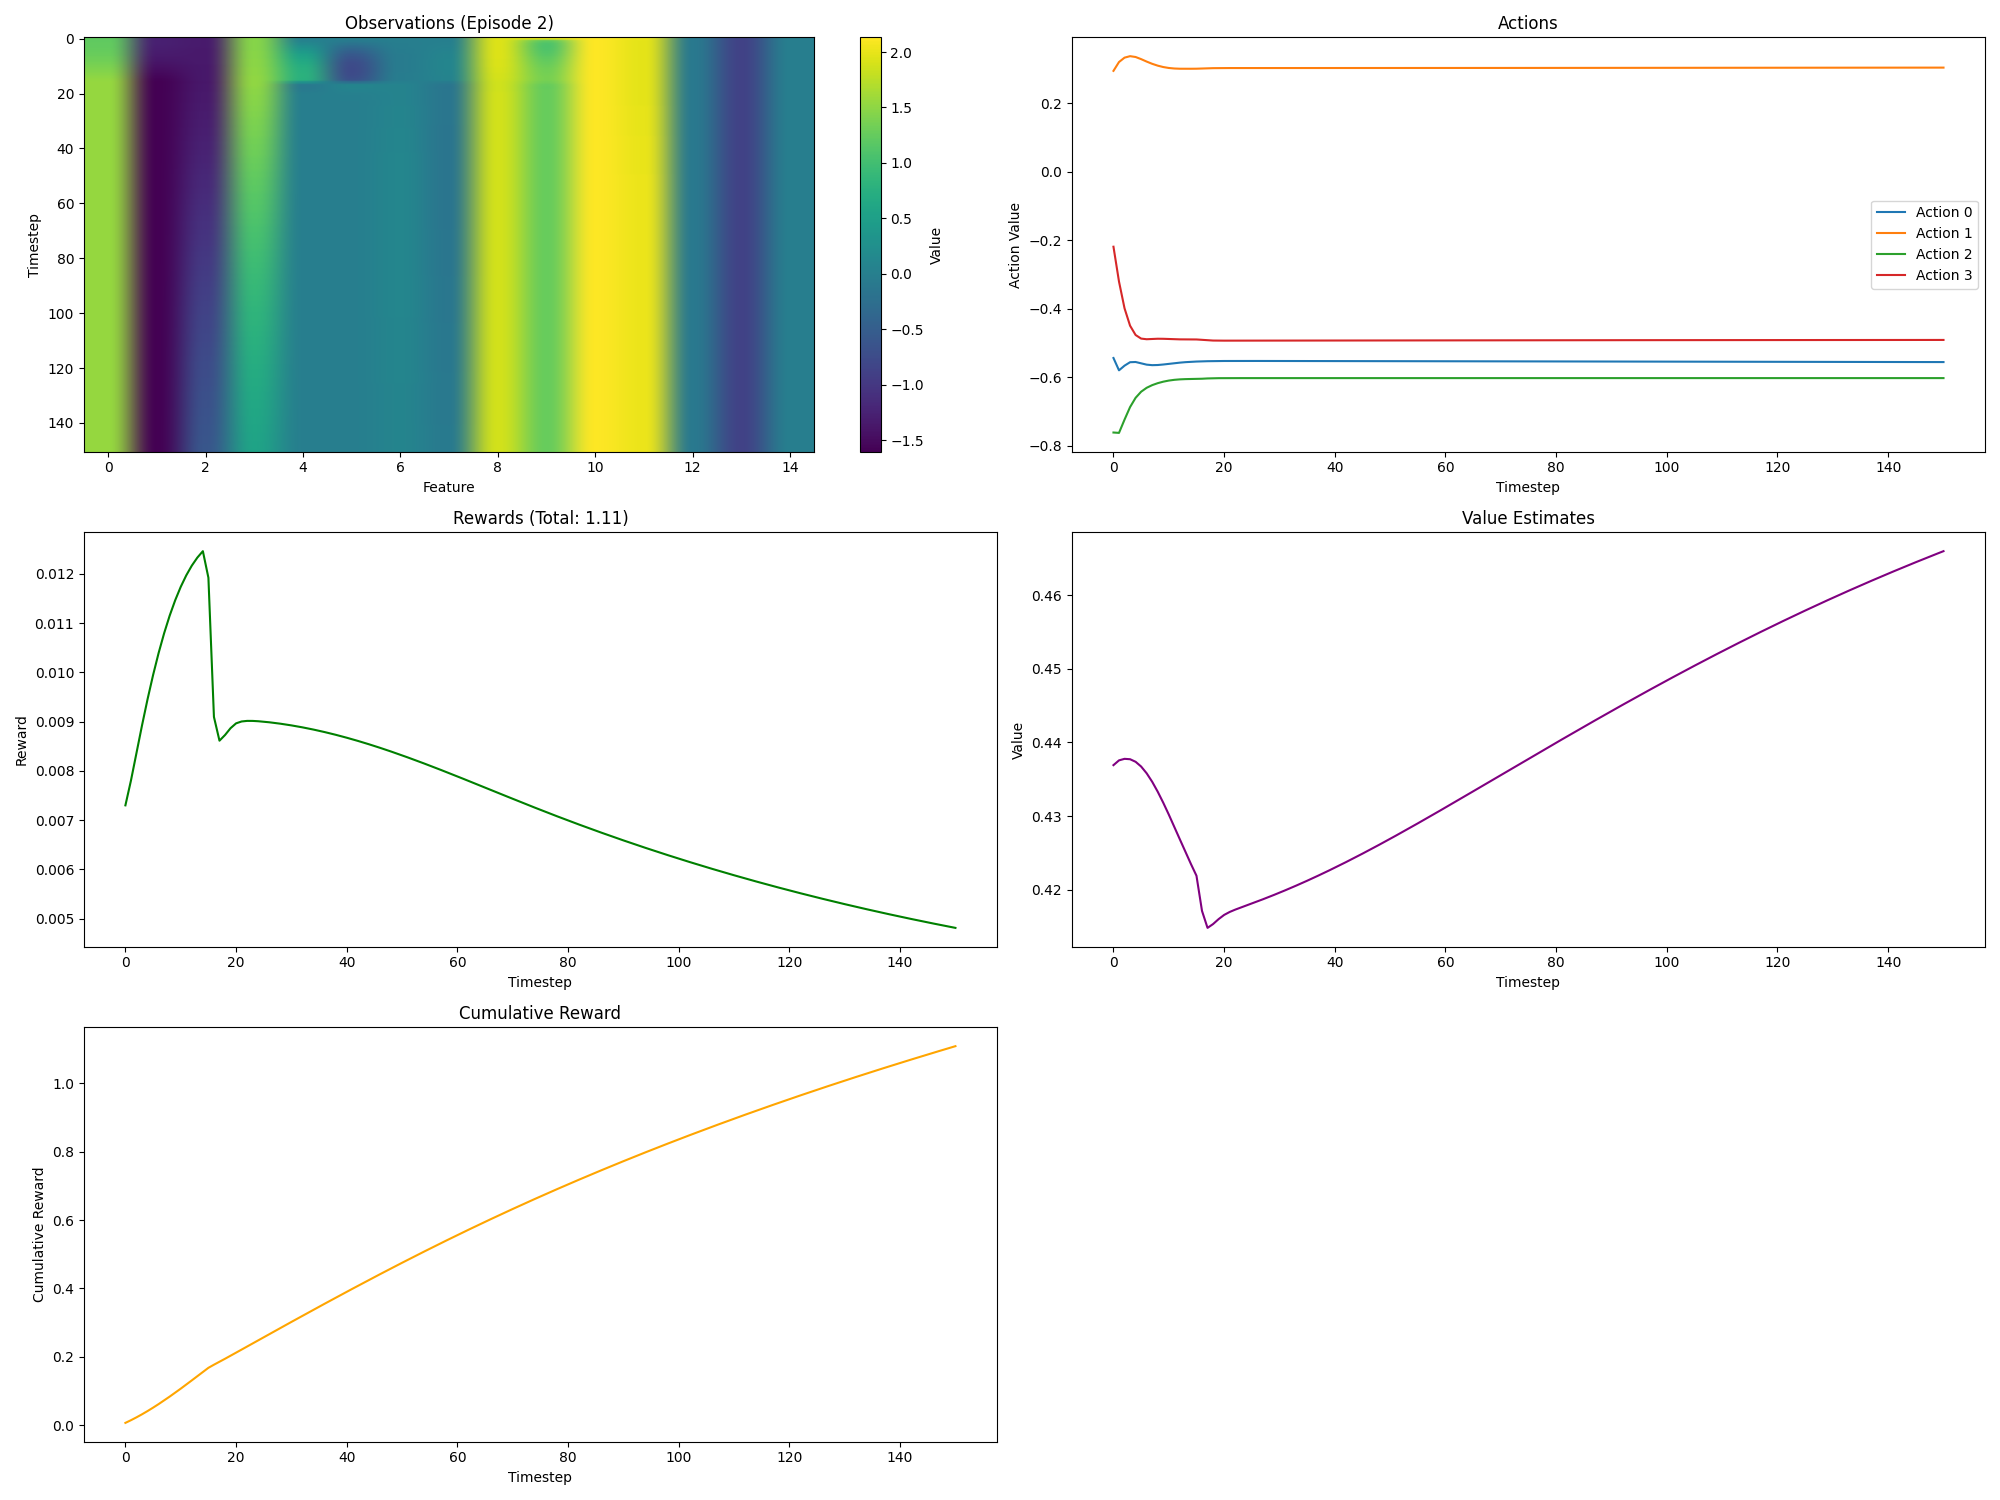 Observations (Episode 2)
0
20
40
60
80
100
120
140
Timestep
0 2 4 6 8 10 12 14
Feature
2.0
1.5
1.0
0.5
0.0
−0.5
−1.0
−1.5
Value
Actions
0.2
0.0
−0.2
−0.4
−0.6
−0.8
Action Value
Action 0
Action 1
Action 2
Action 3
0 20 40 60 80 100 120 140
Timestep
Rewards (Total: 1.11)
0.012
0.011
0.010
0.009
0.008
0.007
0.006
0.005
Reward
0 20 40 60 80 100 120 140
Timestep
Value Estimates
0.46
0.45
0.44
0.43
0.42
Value
0 20 40 60 80 100 120 140
Timestep
Cumulative Reward
1.0
0.8
0.6
0.4
0.2
0.0
Cumulative Reward
0 20 40 60 80 100 120 140
Timestep